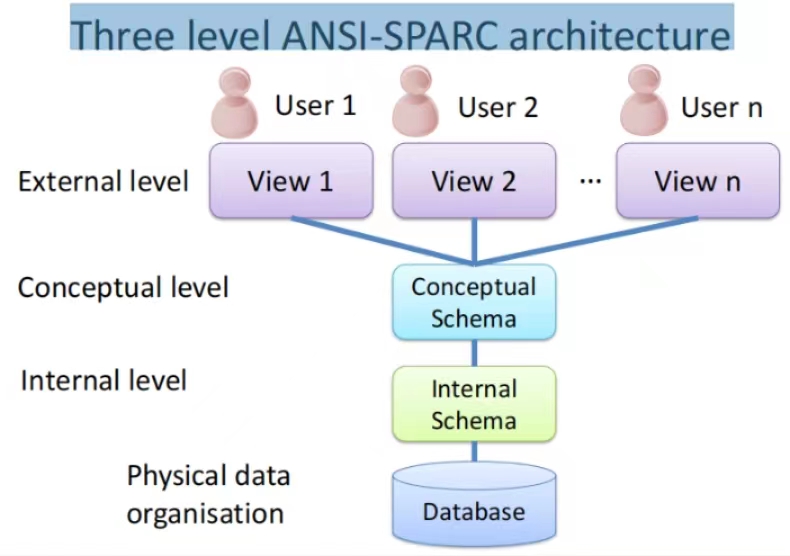 Three level ANSI-SPARC architecture
User 1
User 2
User n
External level
View 1
View 2
...
View n
Conceptual level
Conceptual
Schema
Internal level
Internal
Schema
Physical data
organisation
Database